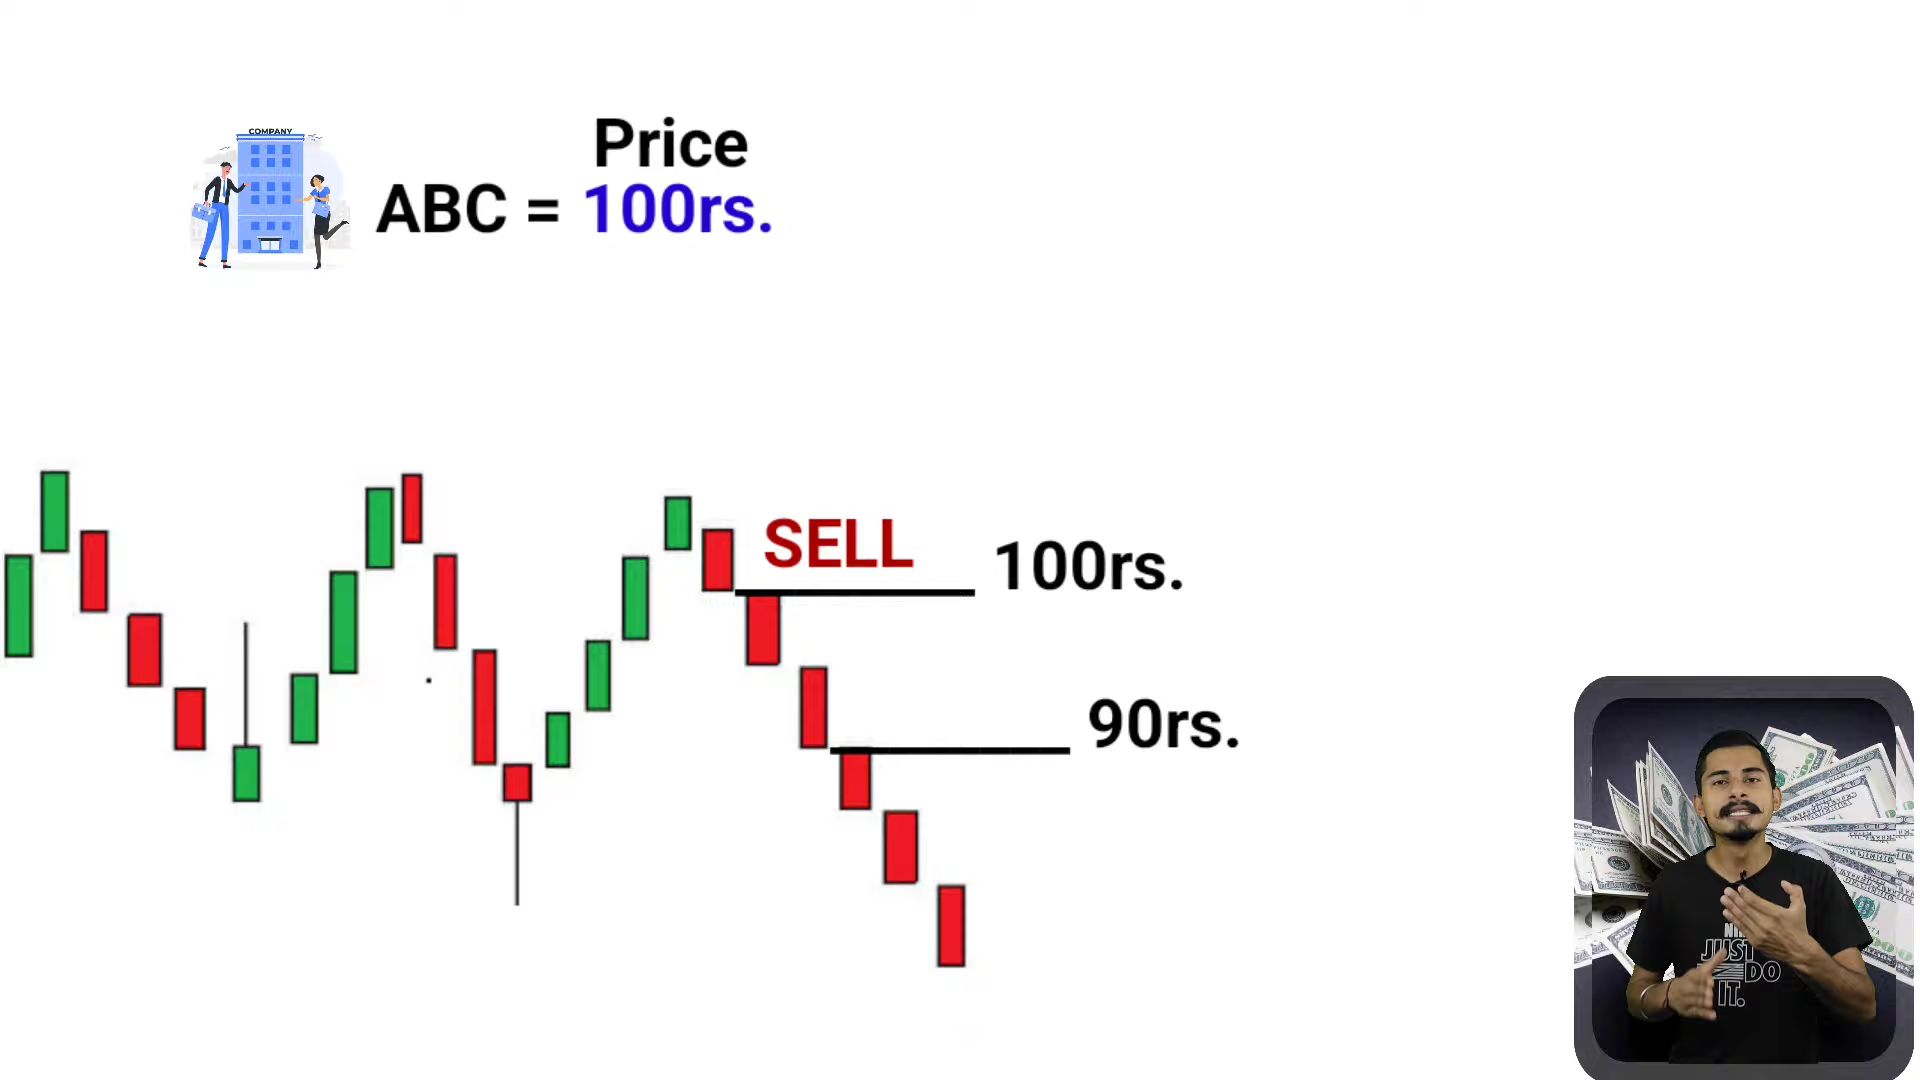 COMPANY
Price
ABC = 100rs.
SELL
100rs.
90rs.
JUST
DO
IT.